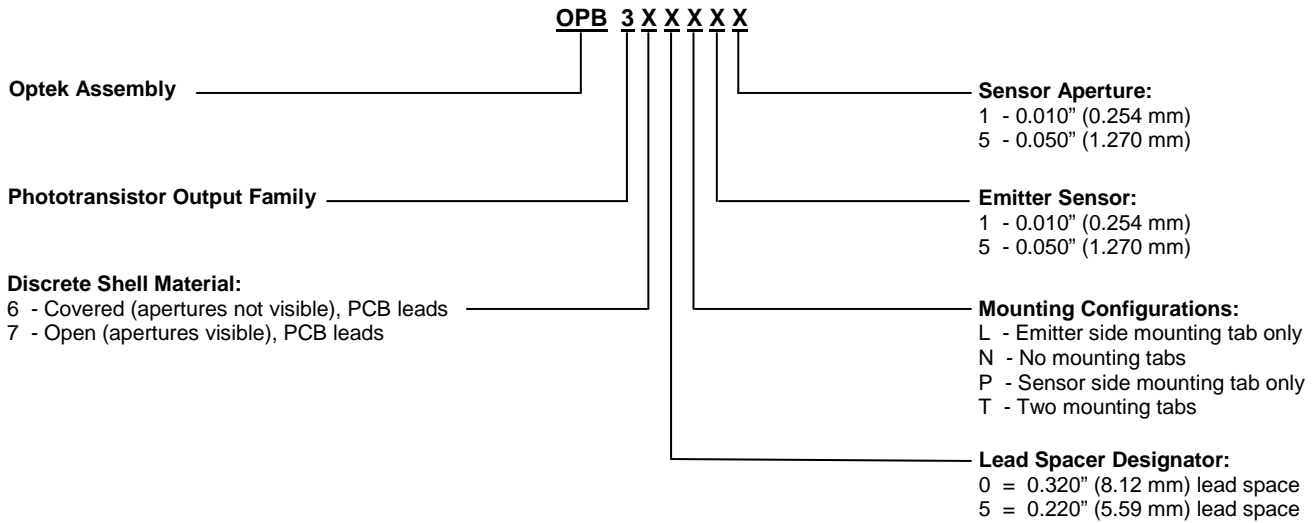 OPB 3 X X X X X
Optek Assembly
Phototransistor Output Family
Discrete Shell Material:
6 - Covered (apertures not visible), PCB leads
7 - Open (apertures visible), PCB leads
Sensor Aperture:
1 - 0.010” (0.254 mm)
5 - 0.050” (1.270 mm)
Emitter Sensor:
1 - 0.010” (0.254 mm)
5 - 0.050” (1.270 mm)
Mounting Configurations:
L - Emitter side mounting tab only
N - No mounting tabs
P - Sensor side mounting tab only
T - Two mounting tabs
Lead Spacer Designator:
0 = 0.320” (8.12 mm) lead space
5 = 0.220” (5.59 mm) lead space